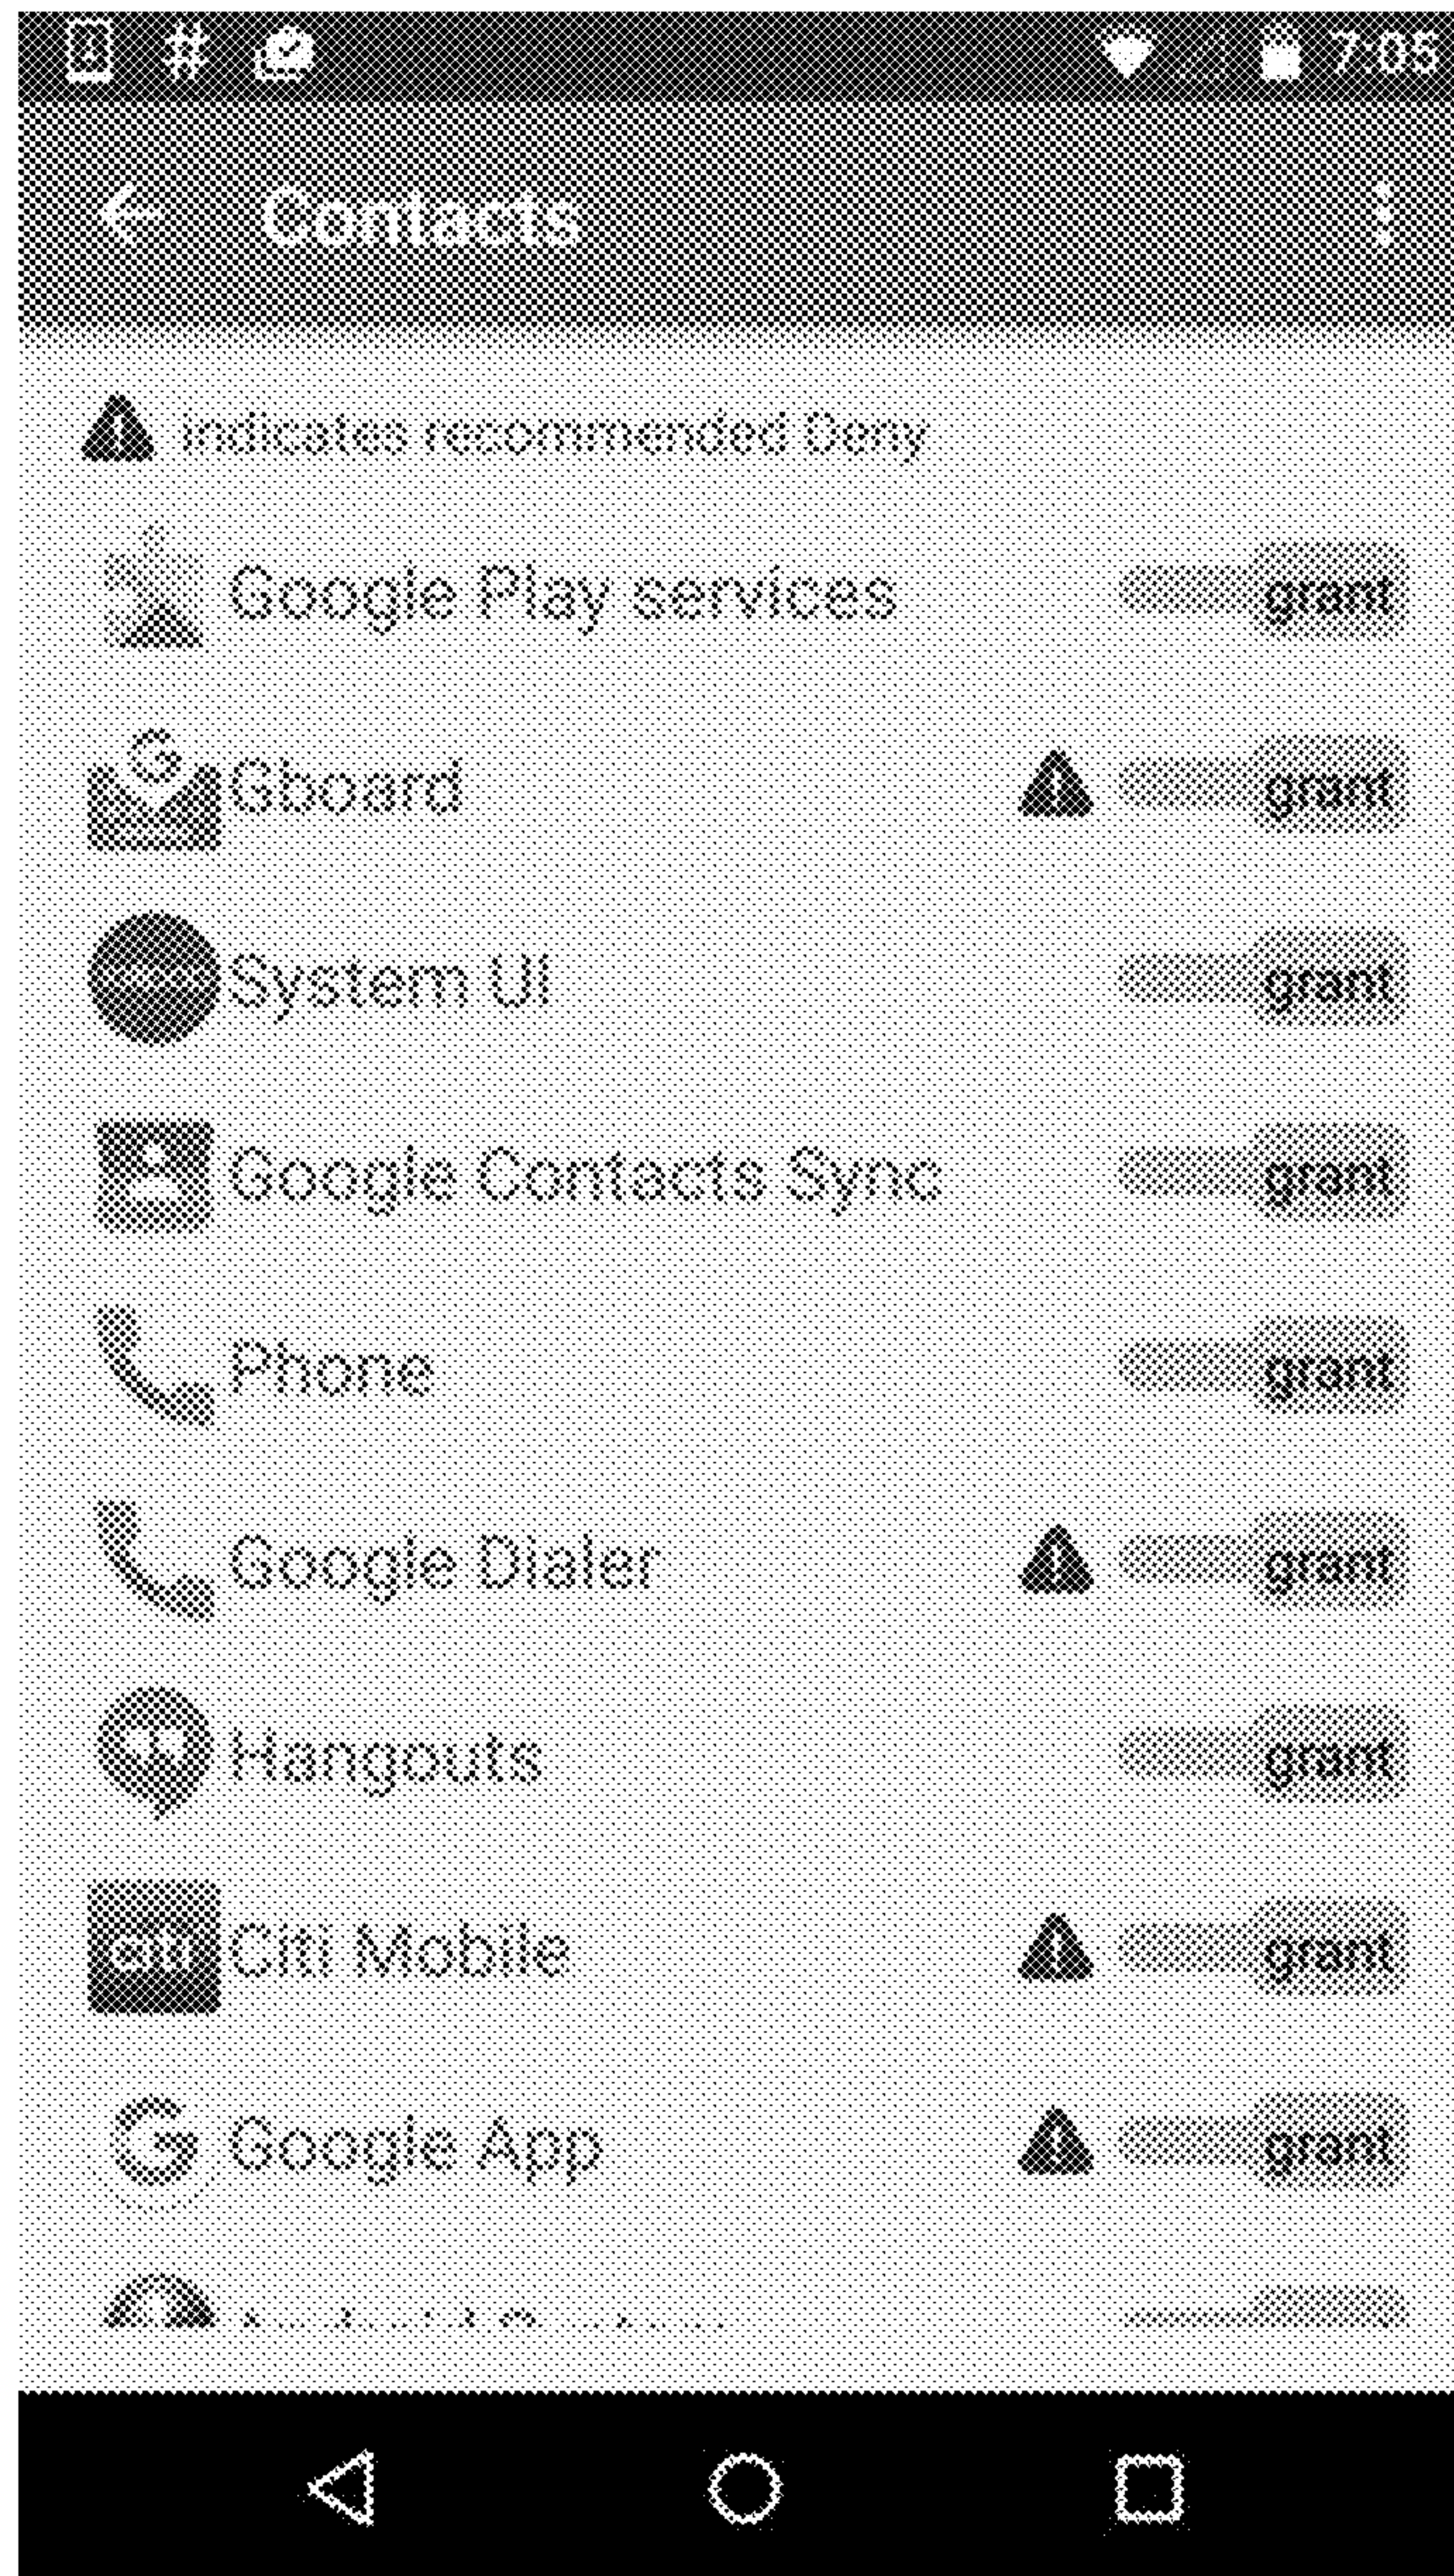 # 7:05
Contacts
indicates recommended Deny
Google Play services grant
Gboard grant
System UI grant
Google Contacts Sync grant
Phone grant
Google Dialer grant
Hangouts grant
citi Citi Mobile grant
Google App grant